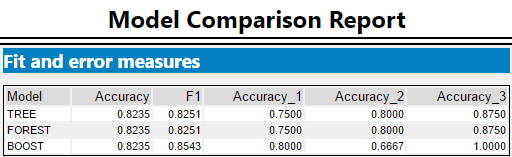 Model Comparison Report
Fit and error measures
Model Accuracy F1 Accuracy_1 Accuracy_2 Accuracy_3
TREE 0.8235 0.8251 0.7500 0.8000 0.8750
FOREST 0.8235 0.8251 0.7500 0.8000 0.8750
BOOST 0.8235 0.8543 0.8000 0.6667 1.0000